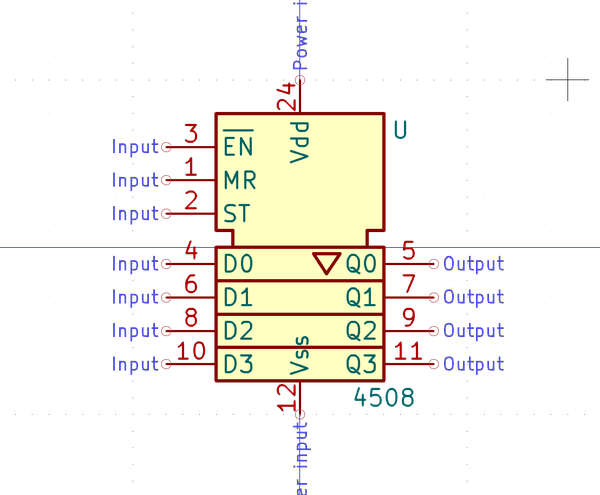 Power i
24
Vdd
U
Input 3 EN
Input 1 MR
Input 2 ST
Input 4 D0 Q0 5 Output
Input 6 D1 Q1 7 Output
Input 8 D2 Q2 9 Output
Input 10 D3 Q3 11 Output
Vss
12
4508
er input